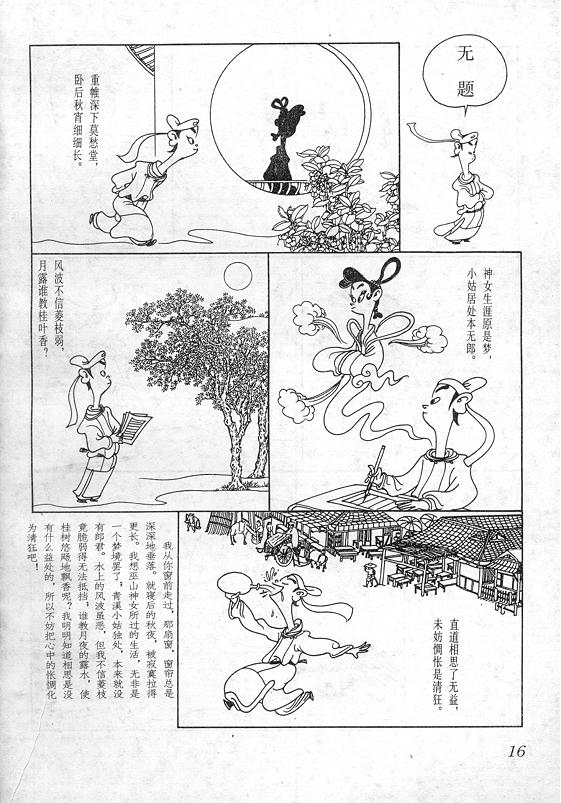 无题
重帷深下莫愁堂，
卧后秋宵细细长。
神女生涯原是梦，
小姑居处本无郎。
风波不信菱枝弱，
月露谁教桂叶香？
直道相思了无益，
未妨惆怅是清狂。
我从你窗前走过，那扇窗，窗帘总是
深深地垂落。就寝后的秋夜，被寂寞拉得
更长。我想巫山神女所过的生活，无非是
一个梦境罢了；青溪小姑独处，本来就没
有郎君。水上的风波虽恶，但我不信菱枝
竟脆弱得无法抵挡，谁教月夜的露水，使
桂树悠飏地飘香呢？我明明知道相思是没
有什么益处的，所以不妨把心中的怅惆化
为清狂吧！
16